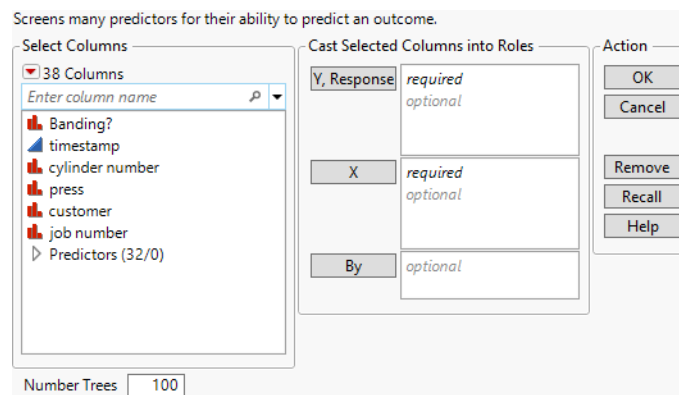 Screens many predictors for their ability to predict an outcome.
Select Columns
38 Columns
Enter column name
Banding?
timestamp
cylinder number
press
customer
job number
Predictors (32/0)
Number Trees 100
Cast Selected Columns into Roles
Y, Response
required
optional
X
required
optional
By
optional
Action
OK
Cancel
Remove
Recall
Help